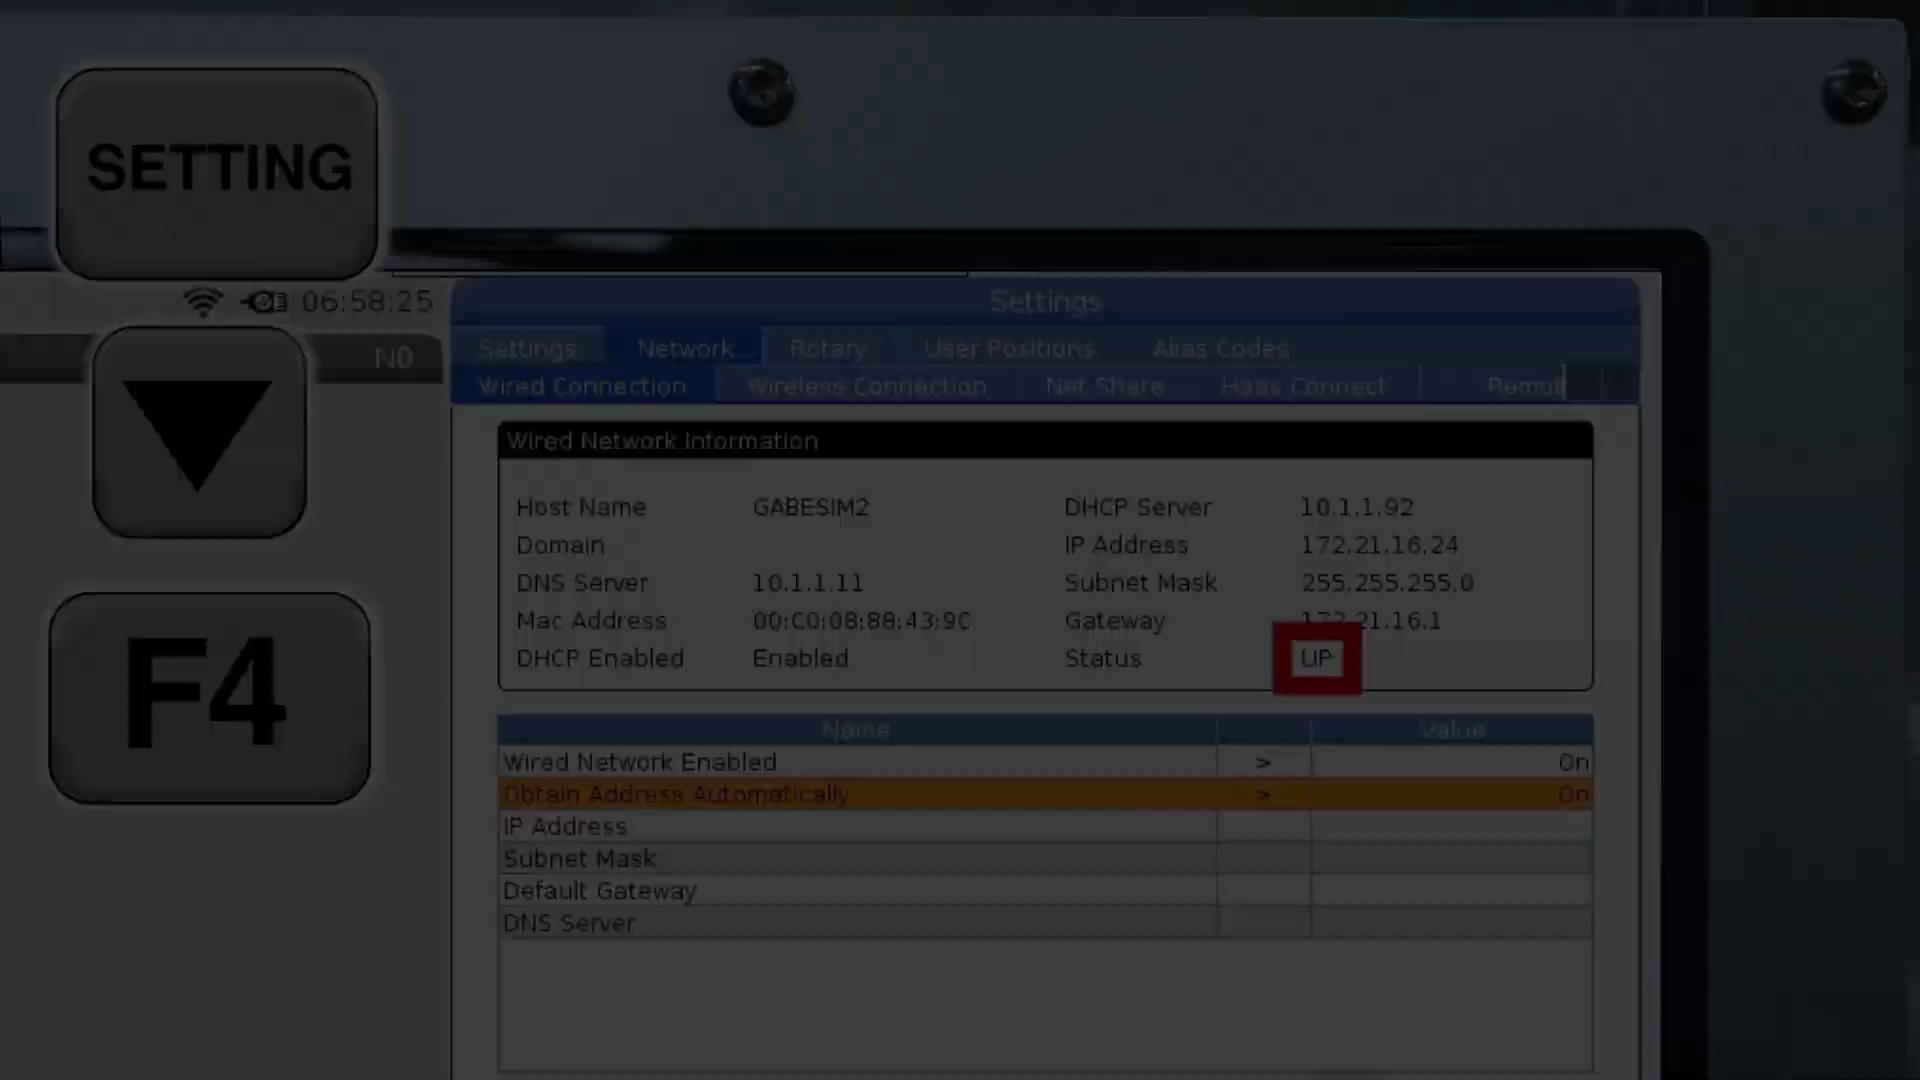 SETTING
06:58:25
N0
F4
Settings
Settings Network Rotary User Positions Alias Codes
Wired Connection Wireless Connection Net Share Haas Connect
Wired Network Information
Host Name GABESIM2 DHCP Server 10.1.1.92
Domain IP Address 172.21.16.24
DNS Server 10.1.1.11 Subnet Mask 255.255.255.0
Mac Address 00:C0:08:88:43:9C Gateway 172.21.16.1
DHCP Enabled Enabled Status UP
Name Value
Wired Network Enabled > On
Obtain Address Automatically > On
IP Address
Subnet Mask
Default Gateway
DNS Server